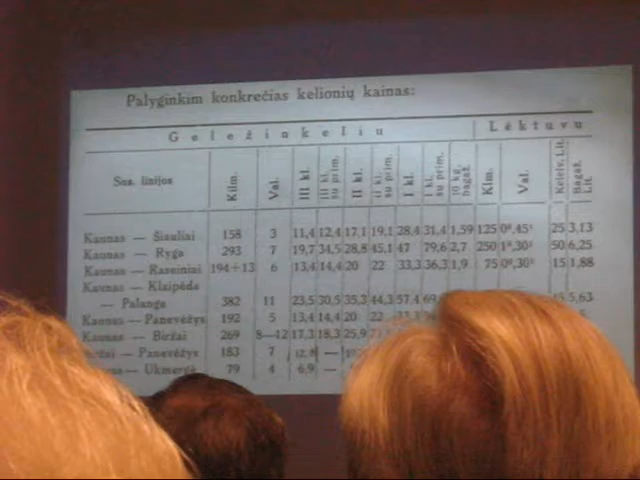 Palyginkim konkrečias kelionių kainas:
Geležinkeliu Lėktuvu
Sus. linijos Kilm. Val. III kl. III kl. su prim. II kl. II kl. su prim. I kl. I kl. su prim. 10 kg. bagaž. Klm. Val. Keleiv. Lit. Bagaž. Lit.
Kaunas — Šiauliai 158 3 11,4 12,4 17,1 19,1 28,4 31,4 1,59 125 25 3,13
Kaunas — Ryga 293 7 19,7 34,5 28,8 45,1 47 79,6 2,7 250 50 6,25
Kaunas — Raseiniai 194+13 6 13,4 14,4 20 22 33,3 36,3 1,9 75 15 1,88
Kaunas — Klaipėda
— Palanga 382 11 23,5 30,5 35,3 44,3 57,4 5,63
Kaunas — Panevėžys 192 5 13,4 14,4 20 22
Kaunas — Biržai 269 8—12 17,3 18,3 25,9
— Panevėžys 183 7 12,8 —
— Ukmergė 79 4 6,9 —